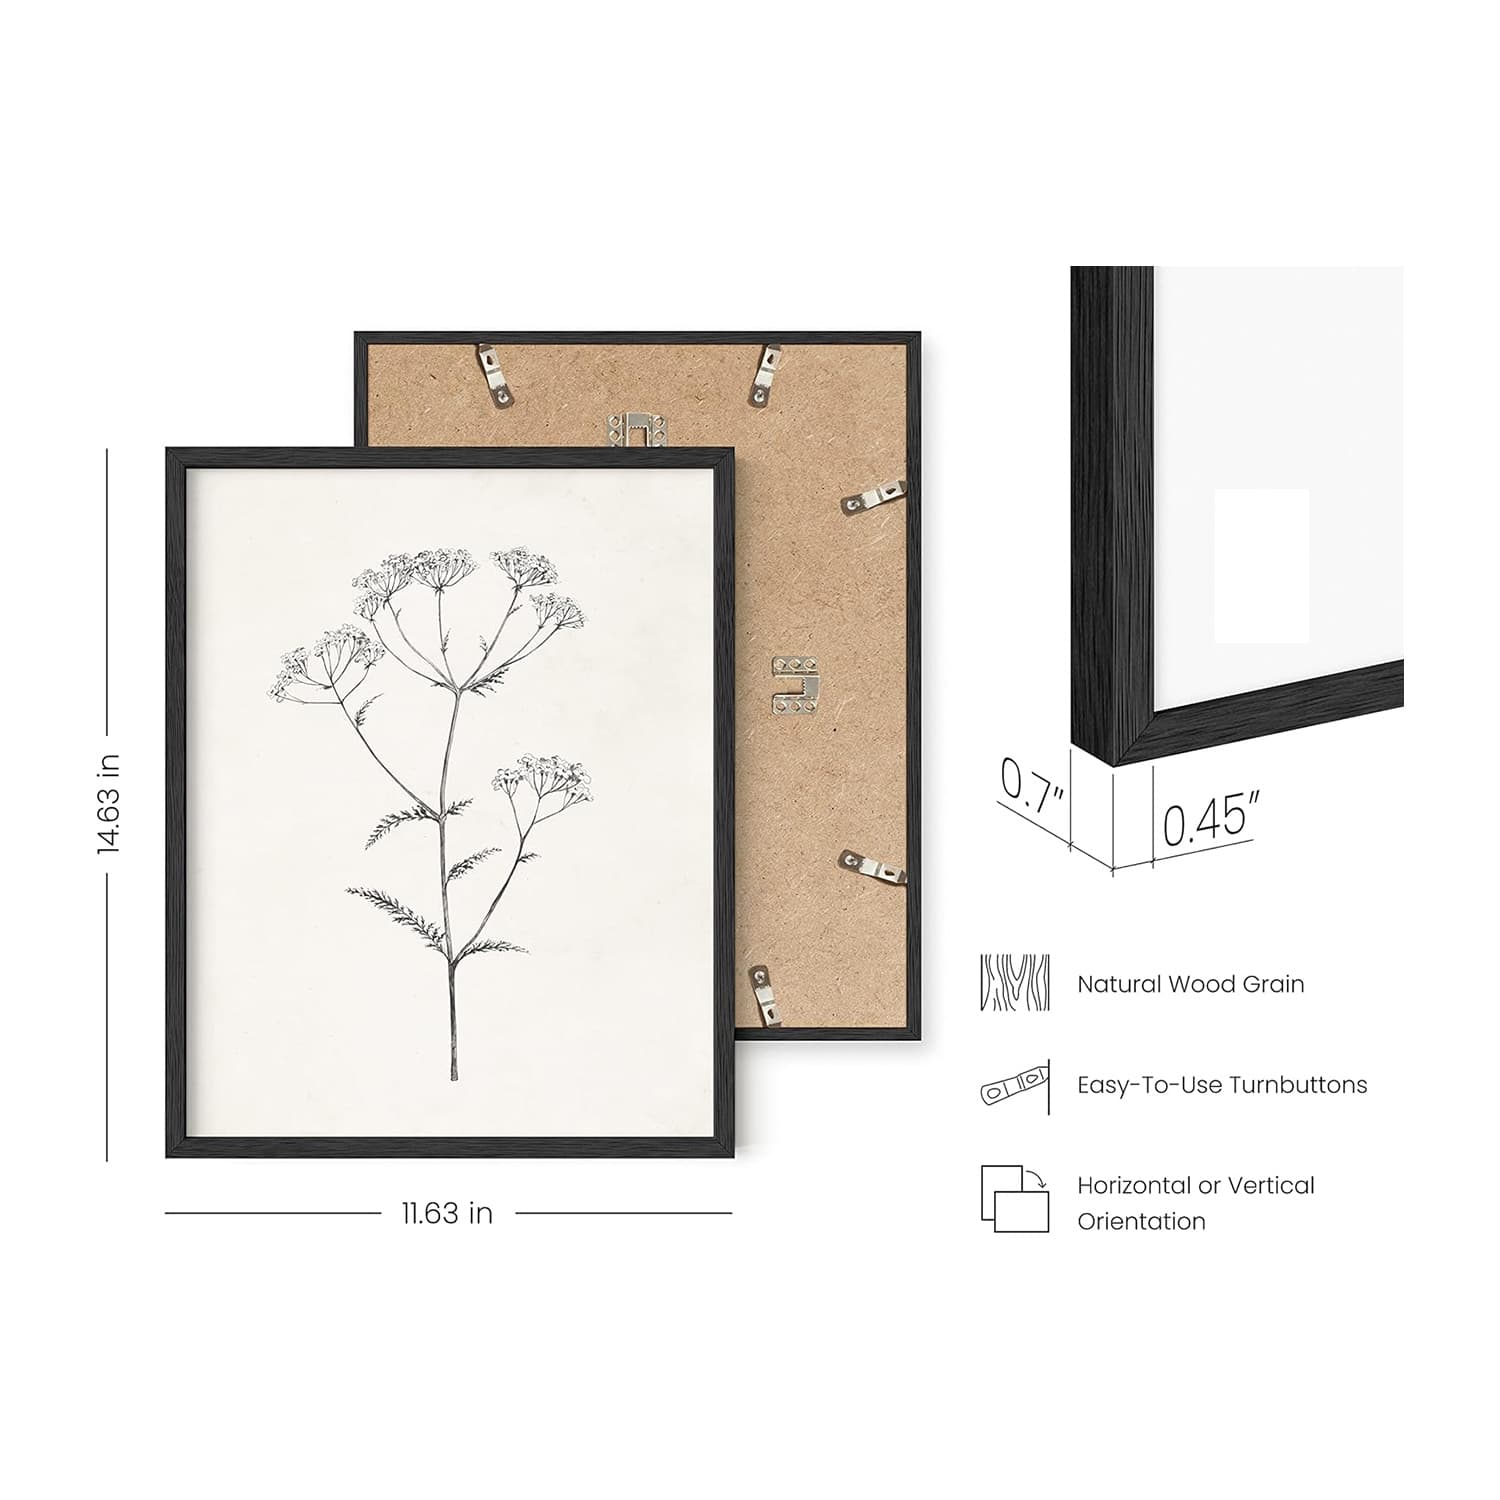 14.63 in
11.63 in
0.7"
0.45"
Natural Wood Grain
Easy-To-Use Turnbuttons
Horizontal or Vertical
Orientation